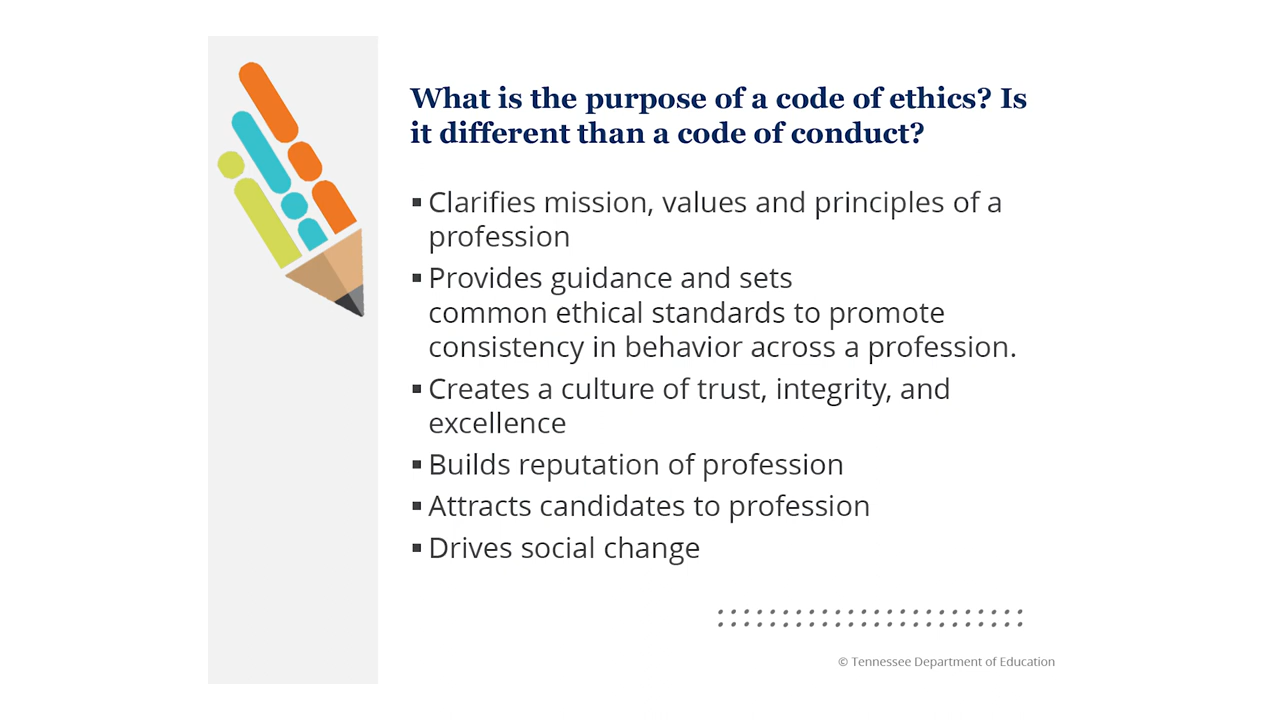 What is the purpose of a code of ethics? Is
it different than a code of conduct?
▪ Clarifies mission, values and principles of a
profession
▪ Provides guidance and sets
common ethical standards to promote
consistency in behavior across a profession.
▪ Creates a culture of trust, integrity, and
excellence
▪ Builds reputation of profession
▪ Attracts candidates to profession
▪ Drives social change
© Tennessee Department of Education